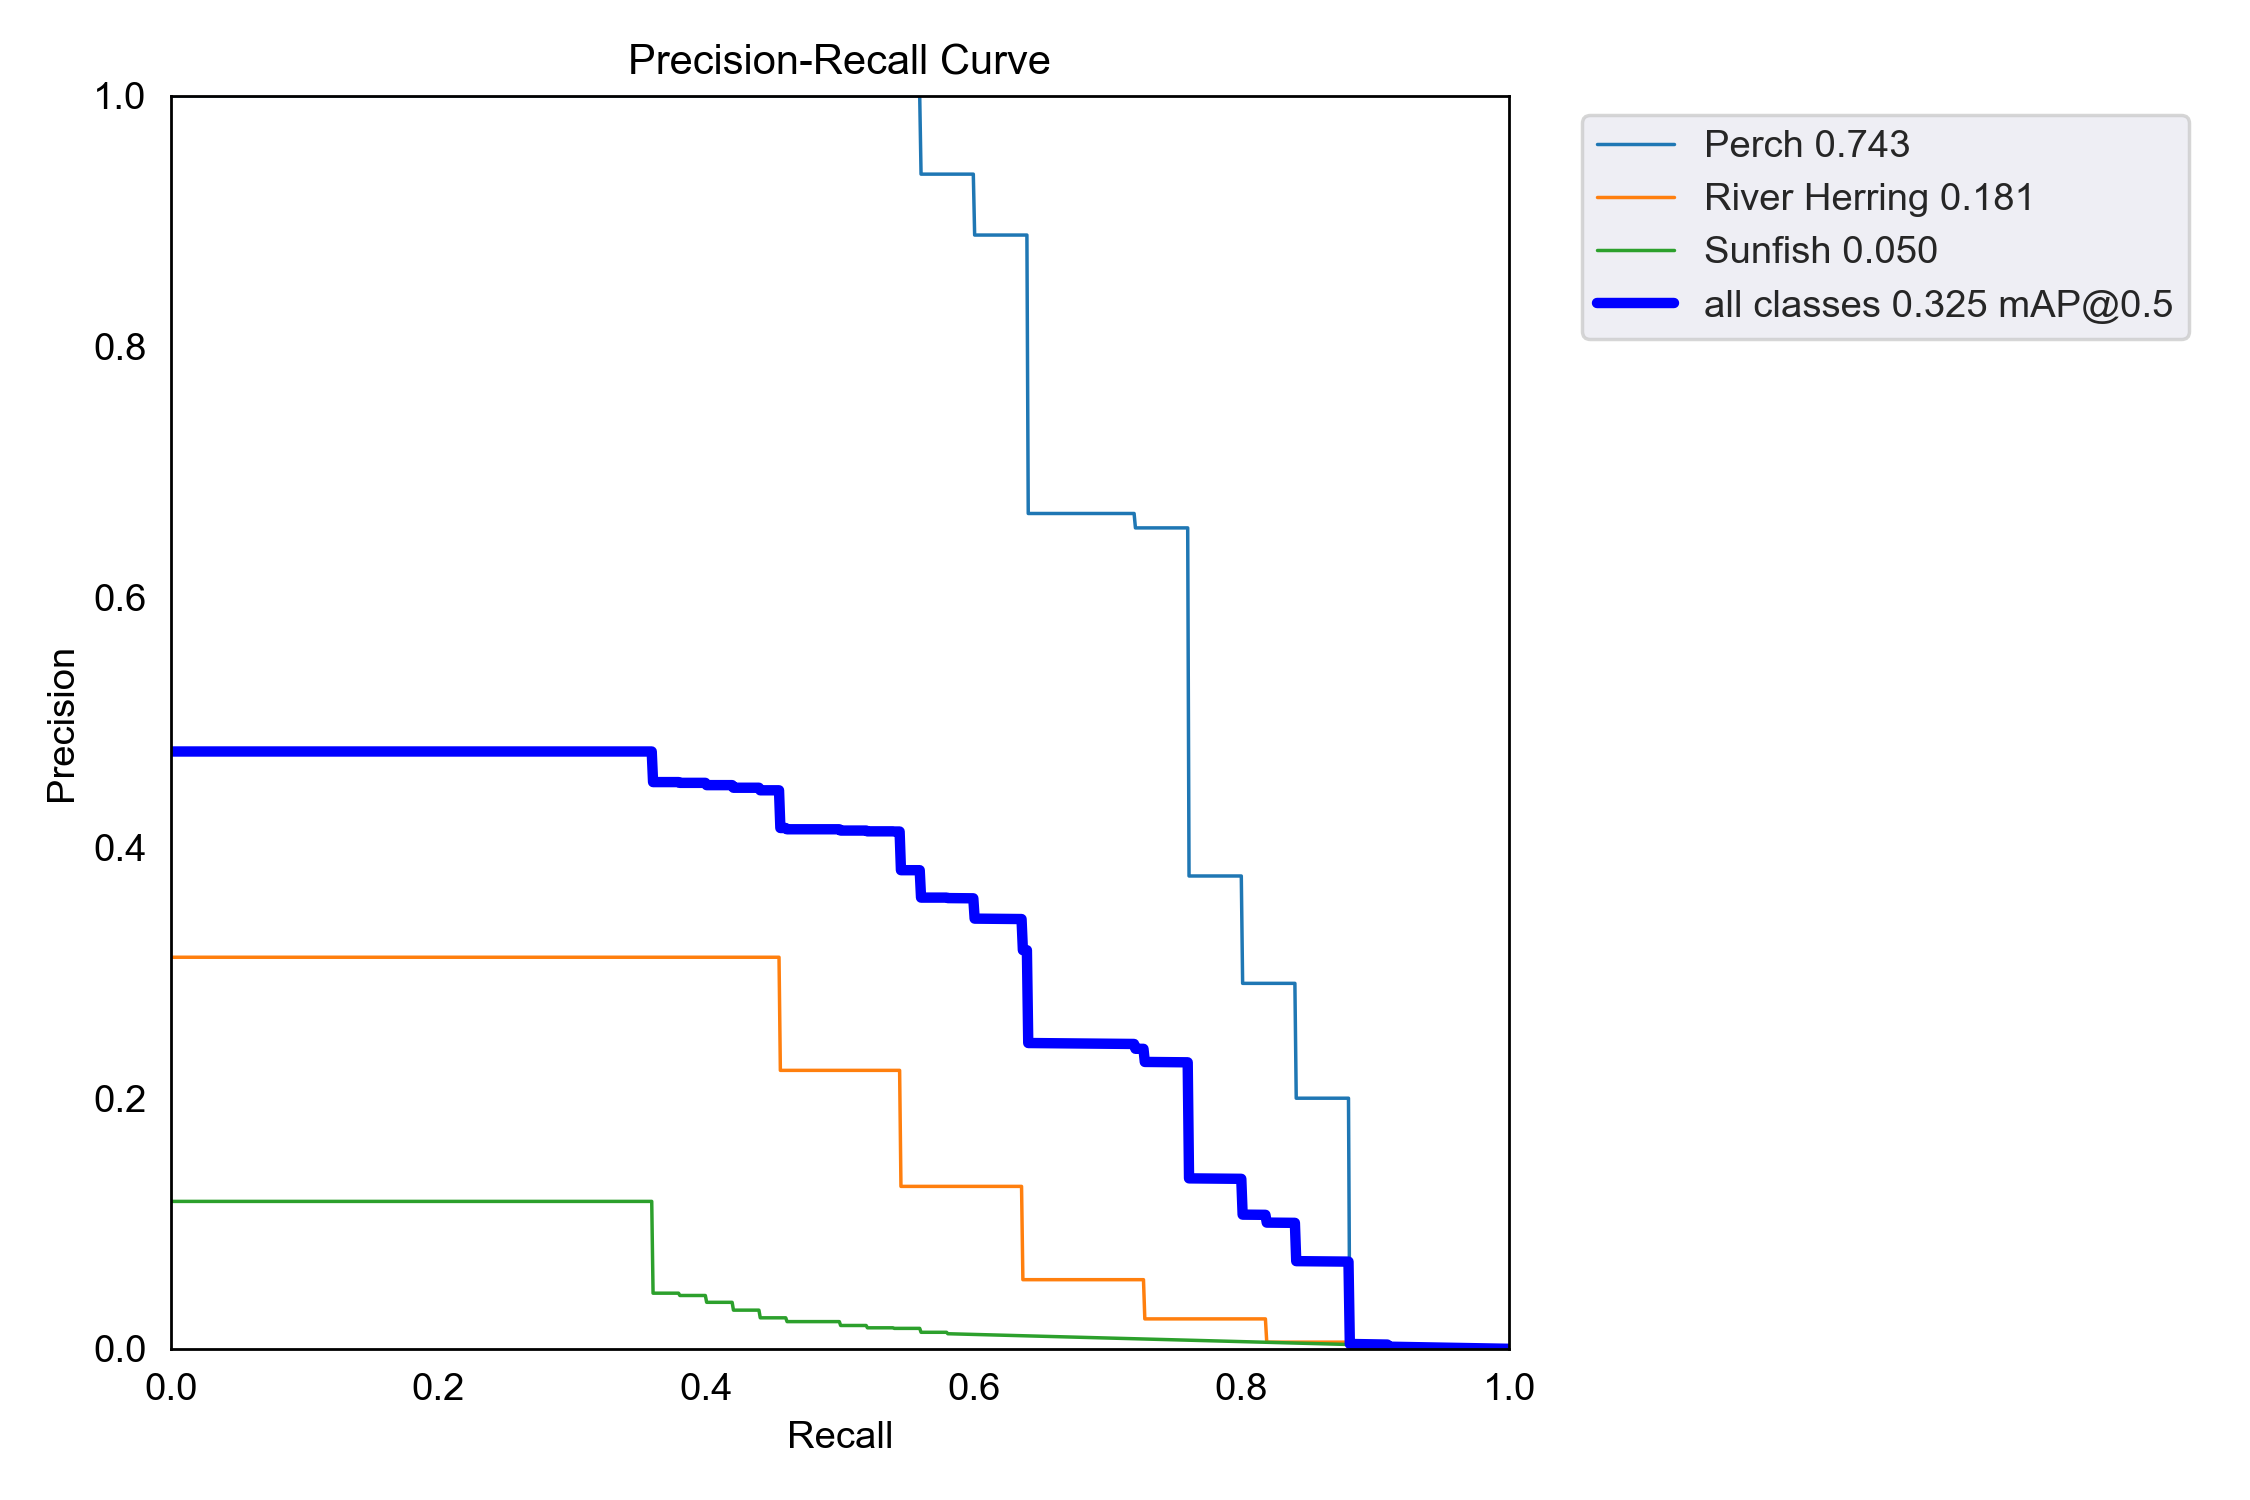 Precision-Recall Curve
1.0
0.8
0.6
0.4
0.2
0.0
Precision
0.0 0.2 0.4 0.6 0.8 1.0
Recall
Perch 0.743
River Herring 0.181
Sunfish 0.050
all classes 0.325 mAP@0.5